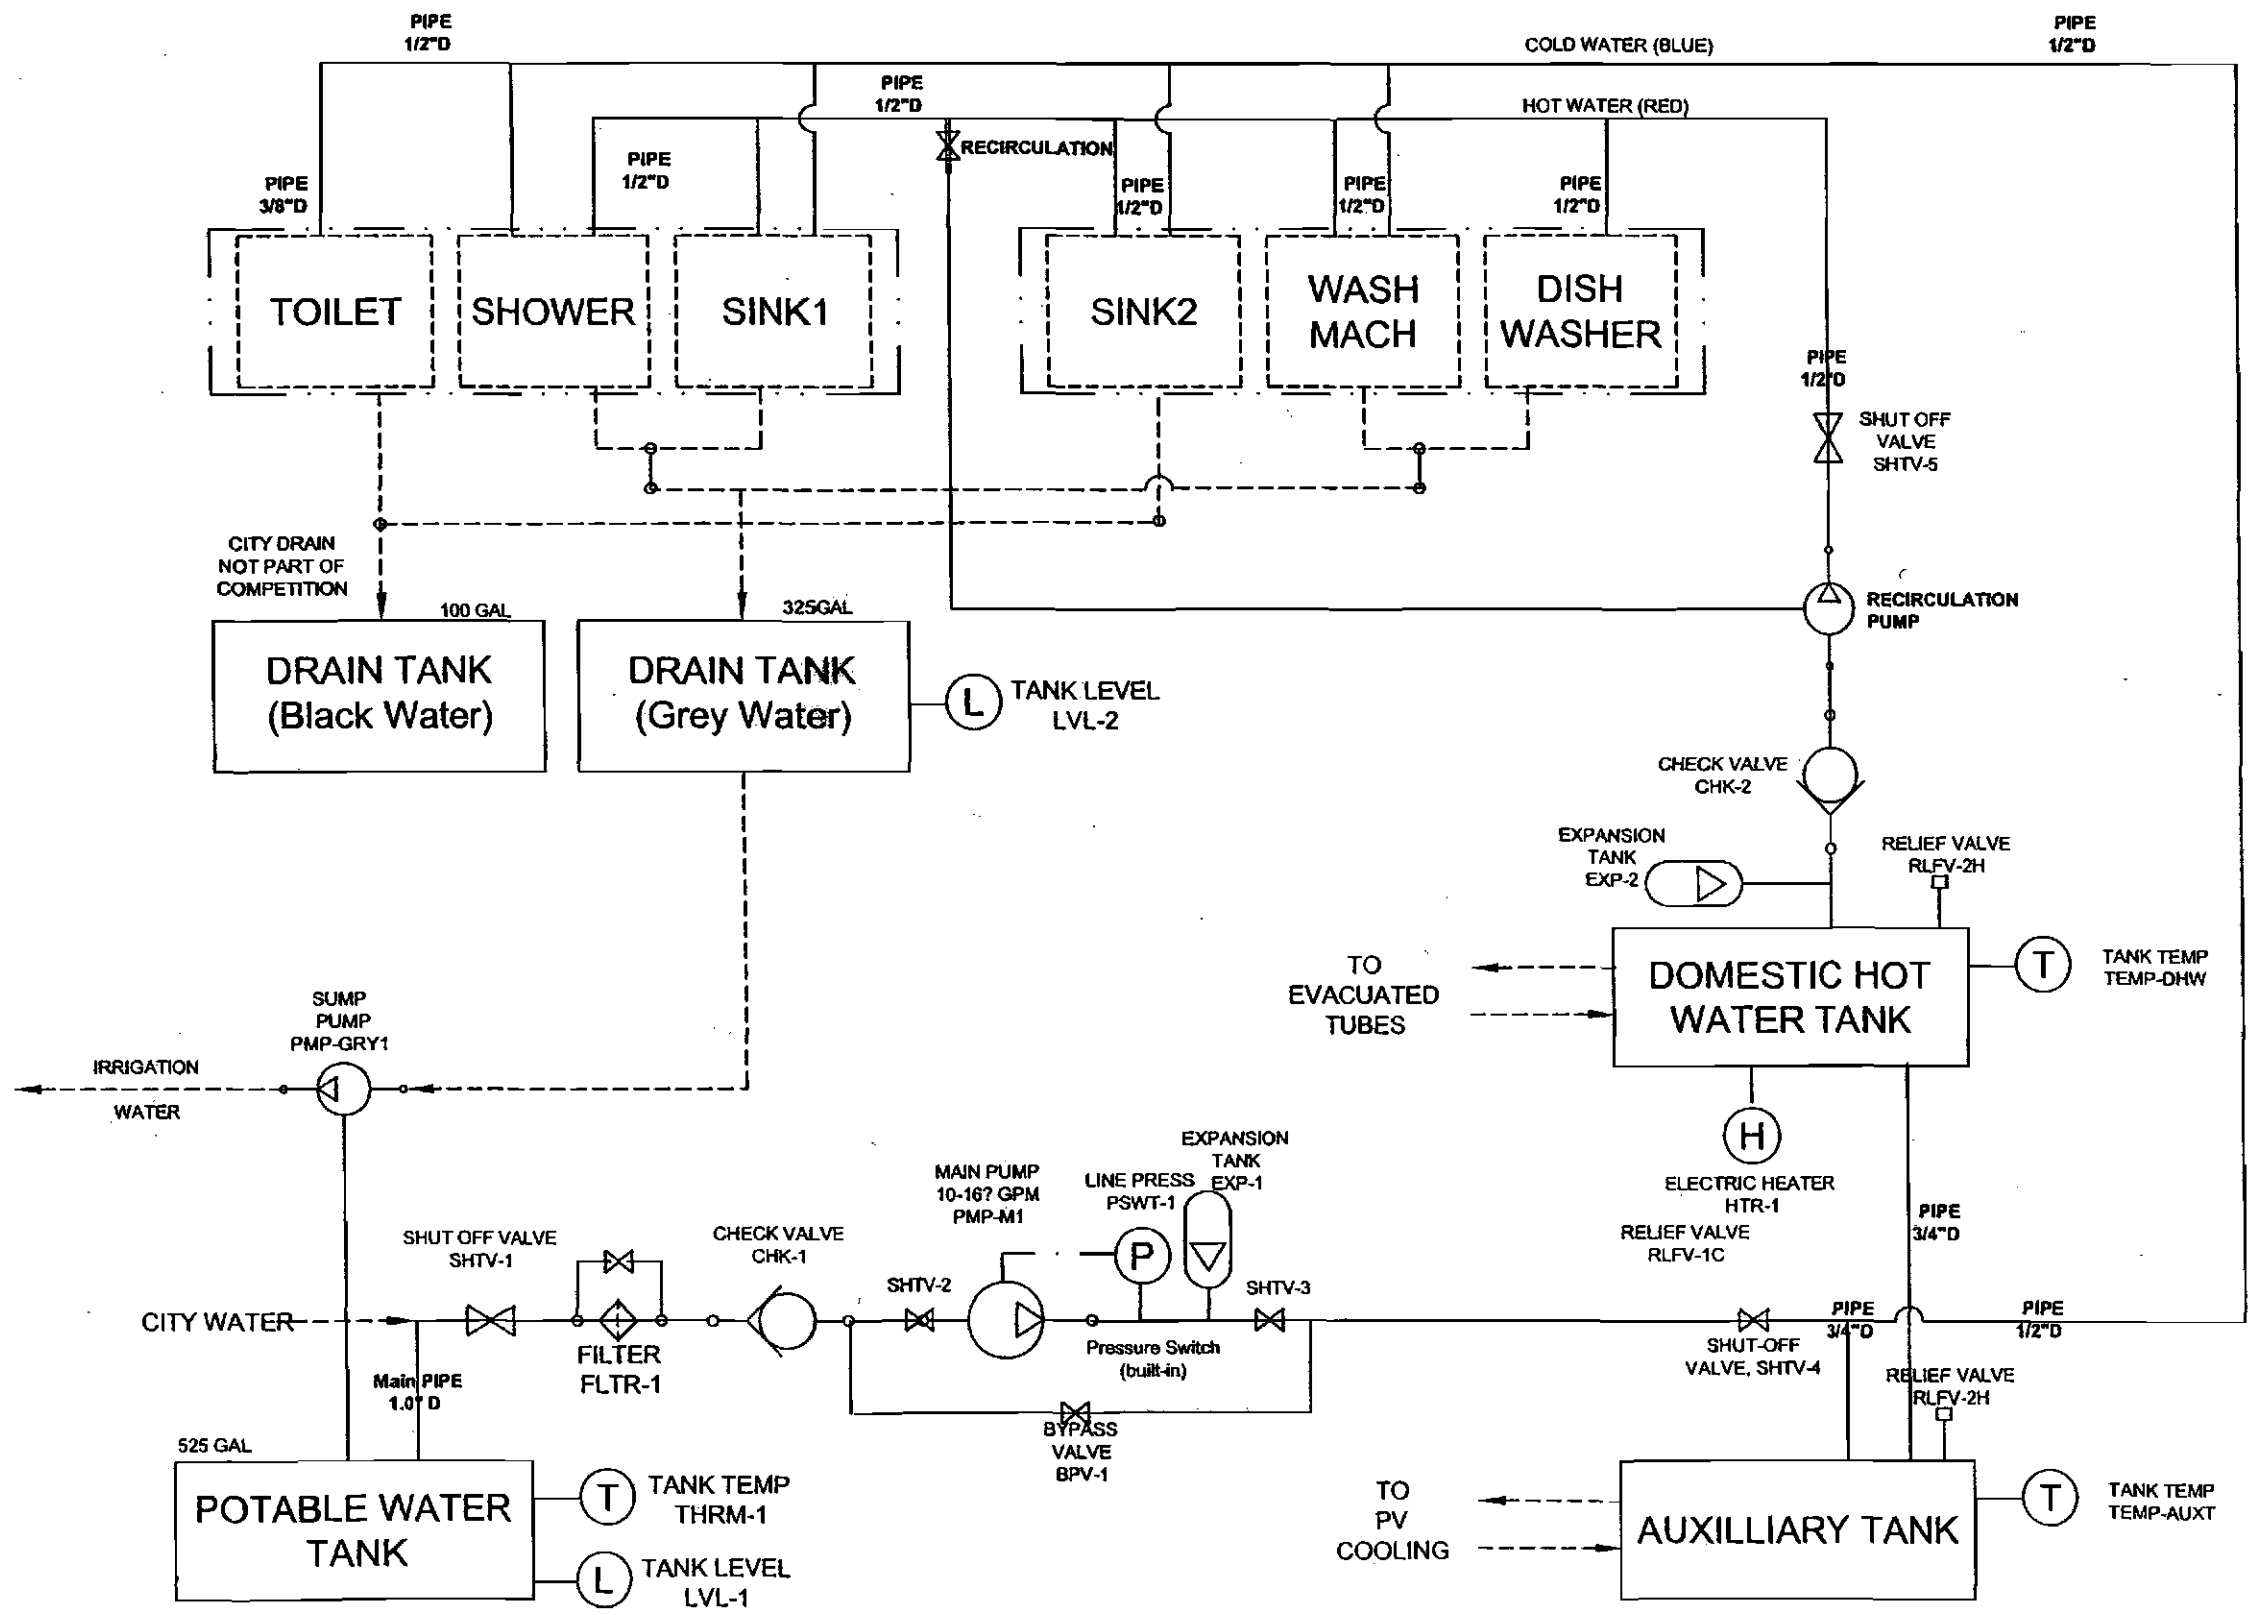 PIPE
1/2"D
PIPE
1/2"D
COLD WATER (BLUE)
PIPE
1/2"D
HOT WATER (RED)
RECIRCULATION
PIPE
1/2"D
PIPE
3/8"D
PIPE
1/2"D
PIPE
1/2"D
PIPE
1/2"D
TOILET
SHOWER
SINK1
SINK2
WASH
MACH
DISH
WASHER
PIPE
1/2"D
SHUT OFF
VALVE
SHTV-5
CITY DRAIN
NOT PART OF
COMPETITION
100 GAL
325GAL
RECIRCULATION
PUMP
DRAIN TANK
(Black Water)
DRAIN TANK
(Grey Water)
L
TANK LEVEL
LVL-2
CHECK VALVE
CHK-2
EXPANSION
TANK
EXP-2
RELIEF VALVE
RLFV-2H
TO
EVACUATED
TUBES
DOMESTIC HOT
WATER TANK
T
TANK TEMP
TEMP-DHW
SUMP
PUMP
PMP-GRY1
IRRIGATION
WATER
H
ELECTRIC HEATER
HTR-1
RELIEF VALVE
RLFV-1C
PIPE
3/4"D
EXPANSION
TANK
EXP-1
MAIN PUMP
10-16? GPM
PMP-M1
LINE PRESS
PSWT-1
P
SHUT OFF VALVE
SHTV-1
CHECK VALVE
CHK-1
SHTV-2
SHTV-3
CITY WATER
FILTER
FLTR-1
Pressure Switch
(built-in)
PIPE
3/4"D
PIPE
1/2"D
SHUT-OFF
VALVE, SHTV-4
Main PIPE
1.0" D
RELIEF VALVE
RLFV-2H
BYPASS
VALVE
BPV-1
525 GAL
POTABLE WATER
TANK
T
TANK TEMP
THRM-1
L
TANK LEVEL
LVL-1
TO
PV
COOLING
AUXILLIARY TANK
T
TANK TEMP
TEMP-AUXT